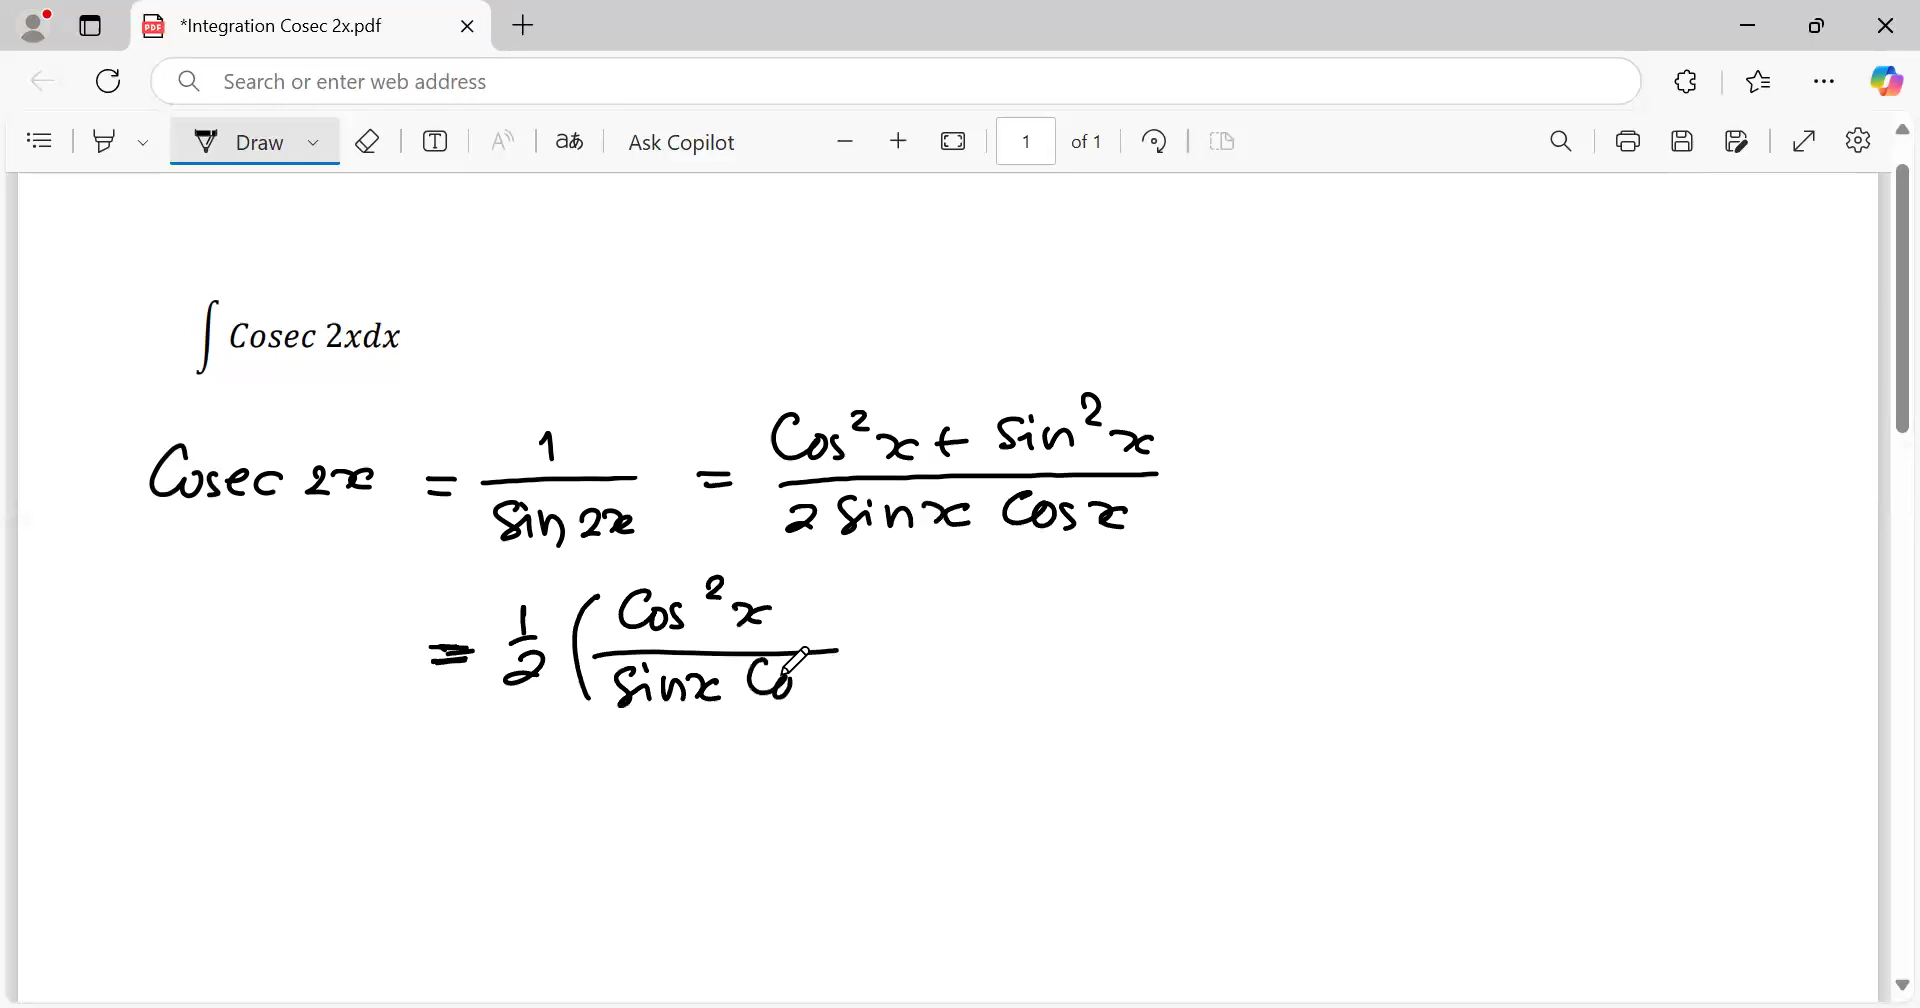 *Integration Cosec 2x.pdf
Search or enter web address
Draw
Ask Copilot
1 of 1
∫ Cosec 2xdx
Cosec 2x = 1/sin 2x = (Cos²x + sin²x)/(2 sinx Cosx)
= 1/2 (Cos²x/(sinx Co